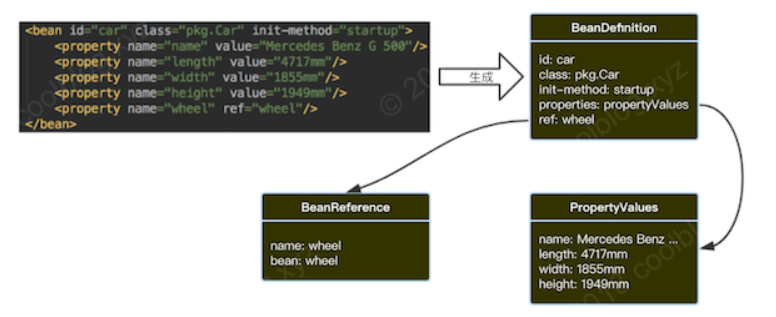 <bean id="car" class="pkg.Car" init-method="startup">
<property name="name" value="Mercedes Benz G 500"/>
<property name="length" value="4717mm"/>
<property name="width" value="1855mm"/>
<property name="height" value="1949mm"/>
<property name="wheel" ref="wheel"/>
</bean>
生成
BeanDefinition
id: car
class: pkg.Car
init-method: startup
properties: propertyValues
ref: wheel
BeanReference
name: wheel
bean: wheel
PropertyValues
name: Mercedes Benz ...
length: 4717mm
width: 1855mm
height: 1949mm